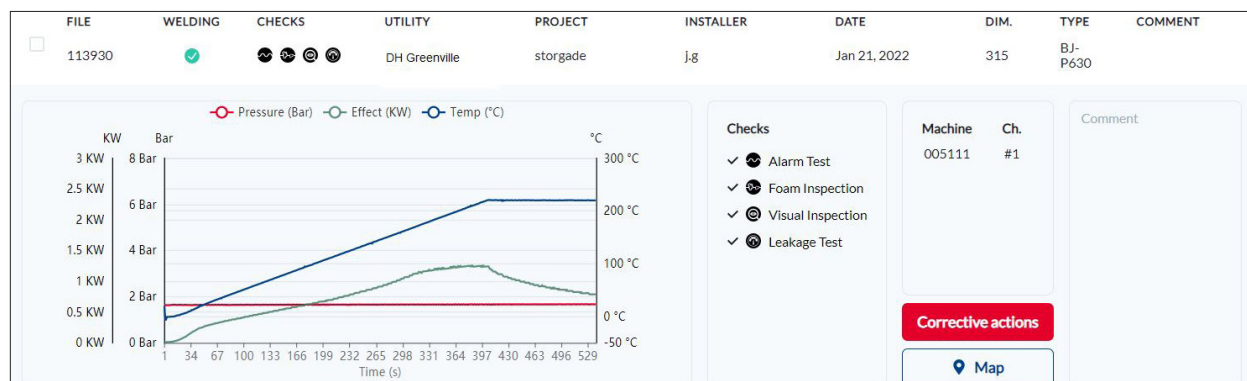 FILE WELDING CHECKS UTILITY PROJECT INSTALLER DATE DIM. TYPE COMMENT
113930 DH Greenville storgade j.g Jan 21, 2022 315 BJ-
P630
Pressure (Bar) Effect (KW) Temp (°C)
KW Bar °C
3 KW 8 Bar 300 °C
2.5 KW
2 KW 6 Bar 200 °C
1.5 KW 4 Bar
1 KW 2 Bar 100 °C
0.5 KW 0 °C
0 KW 0 Bar -50 °C
1 34 67 100 133 166 199 232 265 298 331 364 397 430 463 496 529
Time (s)
Checks
Alarm Test
Foam Inspection
Visual Inspection
Leakage Test
Machine Ch.
005111 #1
Corrective actions
Map
Comment